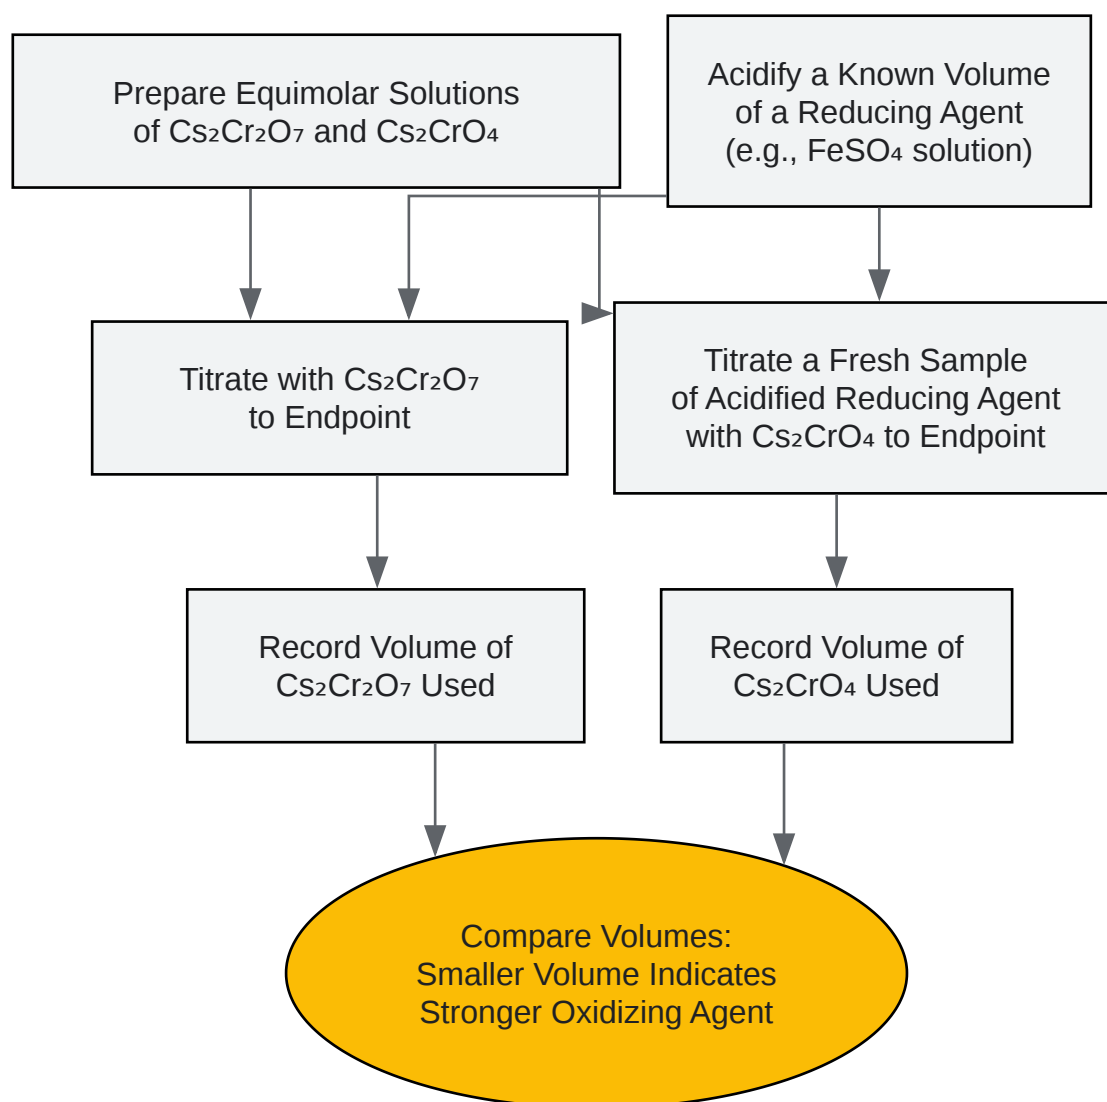 Prepare Equimolar Solutions
of Cs₂Cr₂O₇ and Cs₂CrO₄
Acidify a Known Volume
of a Reducing Agent
(e.g., FeSO₄ solution)
Titrate with Cs₂Cr₂O₇
to Endpoint
Titrate a Fresh Sample
of Acidified Reducing Agent
with Cs₂CrO₄ to Endpoint
Record Volume of
Cs₂Cr₂O₇ Used
Record Volume of
Cs₂CrO₄ Used
Compare Volumes:
Smaller Volume Indicates
Stronger Oxidizing Agent